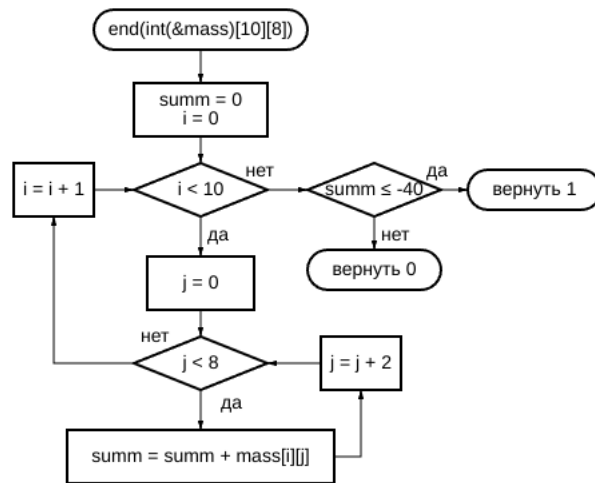 end(int(&mass)[10][8])
summ = 0
i = 0
i = i + 1
i < 10
нет
summ ≤ -40
да
вернуть 1
да
нет
вернуть 0
j = 0
нет
j < 8
j = j + 2
да
summ = summ + mass[i][j]